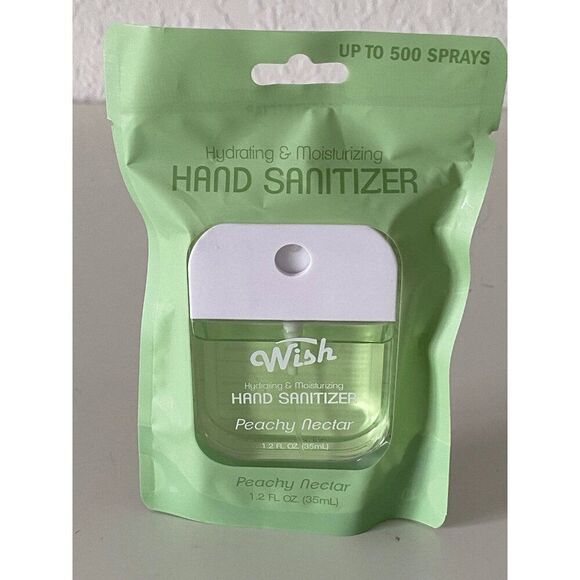 UP TO 500 SPRAYS
Hydrating & Moisturizing
HAND SANITIZER
Wish
Hydrating & Moisturizing
HAND SANITIZER
Peachy Nectar
1.2 FL OZ. (35mL)
Peachy Nectar
1.2 FL OZ. (35mL)